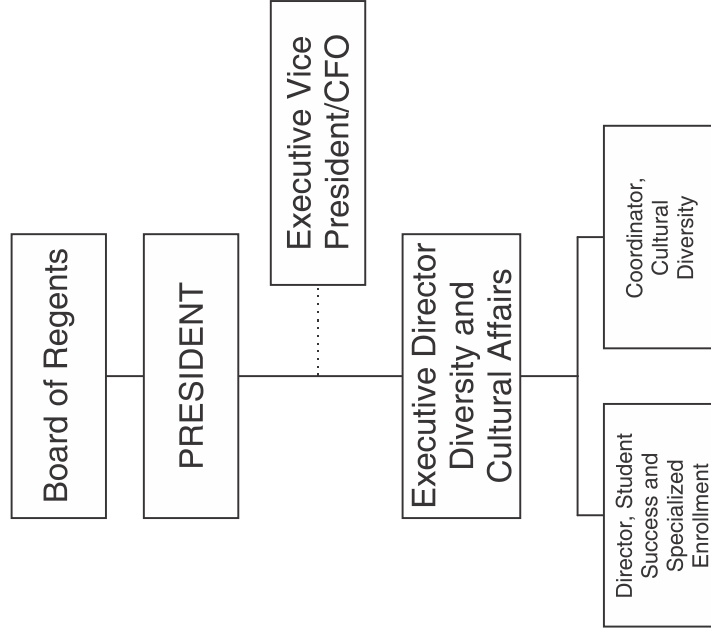 Board of Regents
PRESIDENT
Executive Vice
President/CFO
Executive Director
Diversity and
Cultural Affairs
Director, Student
Success and
Specialized
Enrollment
Coordinator,
Cultural
Diversity